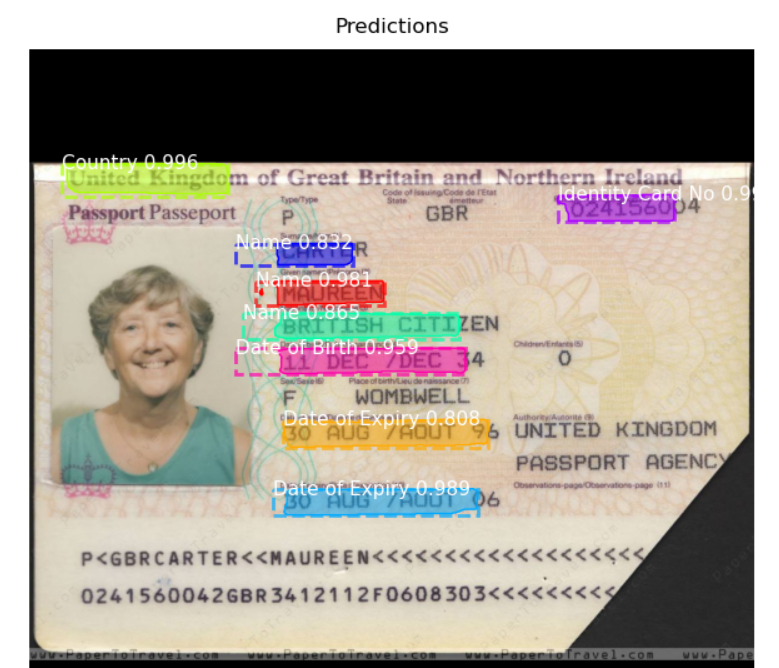 Predictions
Country 0.996
United Kingdom of Great Britain and Northern Ireland
Identity Card No 0.99
Type/Type
Code of Issuing/Code de l'Etat
State émetteur
Passport Passeport
P
GBR
024156004
Name 0.832
CARTER
Name 0.981
MAUREEN
Name 0.865
BRITISH CITIZEN
Date of Birth 0.959
Children/Enfants (5)
11 DEC /DEC 34
0
Sex/Sexe (6)
Place of birth/Lieu de naissance (7)
F
WOMBWELL
Date of Expiry 0.808
Authority/Autorité (9)
30 AUG /AOUT 96
UNITED KINGDOM
PASSPORT AGENCY
Date of Expiry 0.989
Observations-page/Observations-page (11)
30 AUG /AOUT 06
P<GBRCARTER<<MAUREEN<<<<<<<<<<<<<<<<<<<
0241560042GBR3412112F0608303<<<<<<<<<
www.PaperToTravel.com www.PaperToTravel.com www.PaperToTravel.com www.Pape